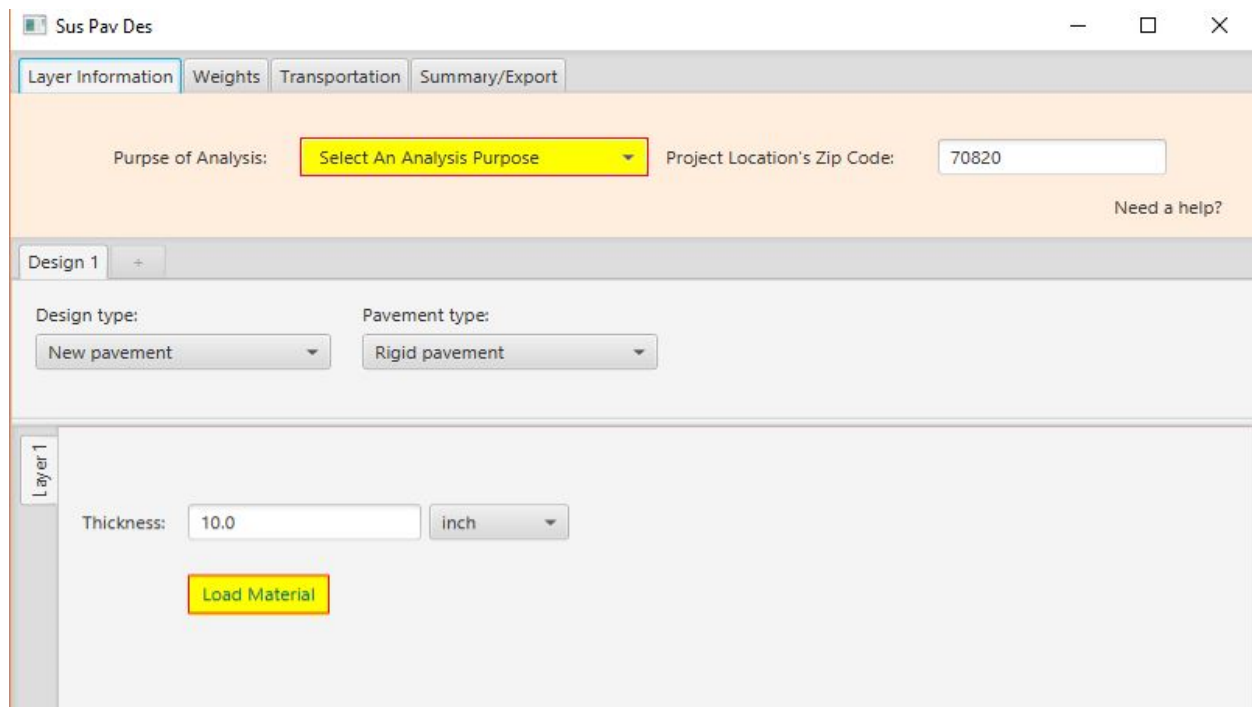 Sus Pav Des
Layer Information Weights Transportation Summary/Export
Purpse of Analysis: Select An Analysis Purpose Project Location's Zip Code: 70820
Need a help?
Design 1 +
Design type: Pavement type:
New pavement Rigid pavement
Layer 1
Thickness: 10.0 inch
Load Material